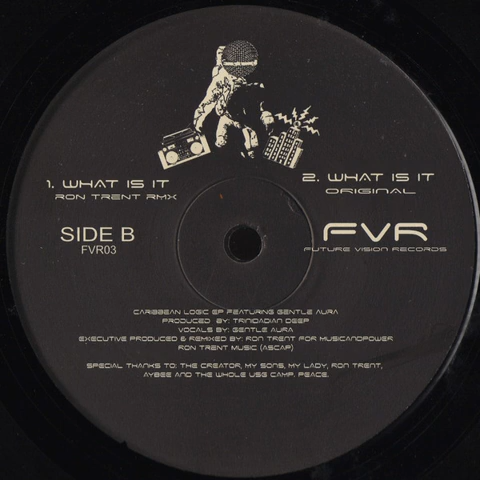 1. WHAT IS IT
RON TRENT RMX
2. WHAT IS IT
ORIGINAL
SIDE B
FVR03
FVR
FUTURE VISION RECORDS
CARIBBEAN LOGIC EP FEATURING GENTLE AURA
PRODUCED BY: TRINIDADIAN DEEP
VOCALS BY: GENTLE AURA
EXECUTIVE PRODUCED & REMIXED BY: RON TRENT FOR MUSICANDPOWER
RON TRENT MUSIC (ASCAP)
SPECIAL THANKS TO: THE CREATOR, MY SONS, MY LADY, RON TRENT,
AYBEE AND THE WHOLE USG CAMP. PEACE.